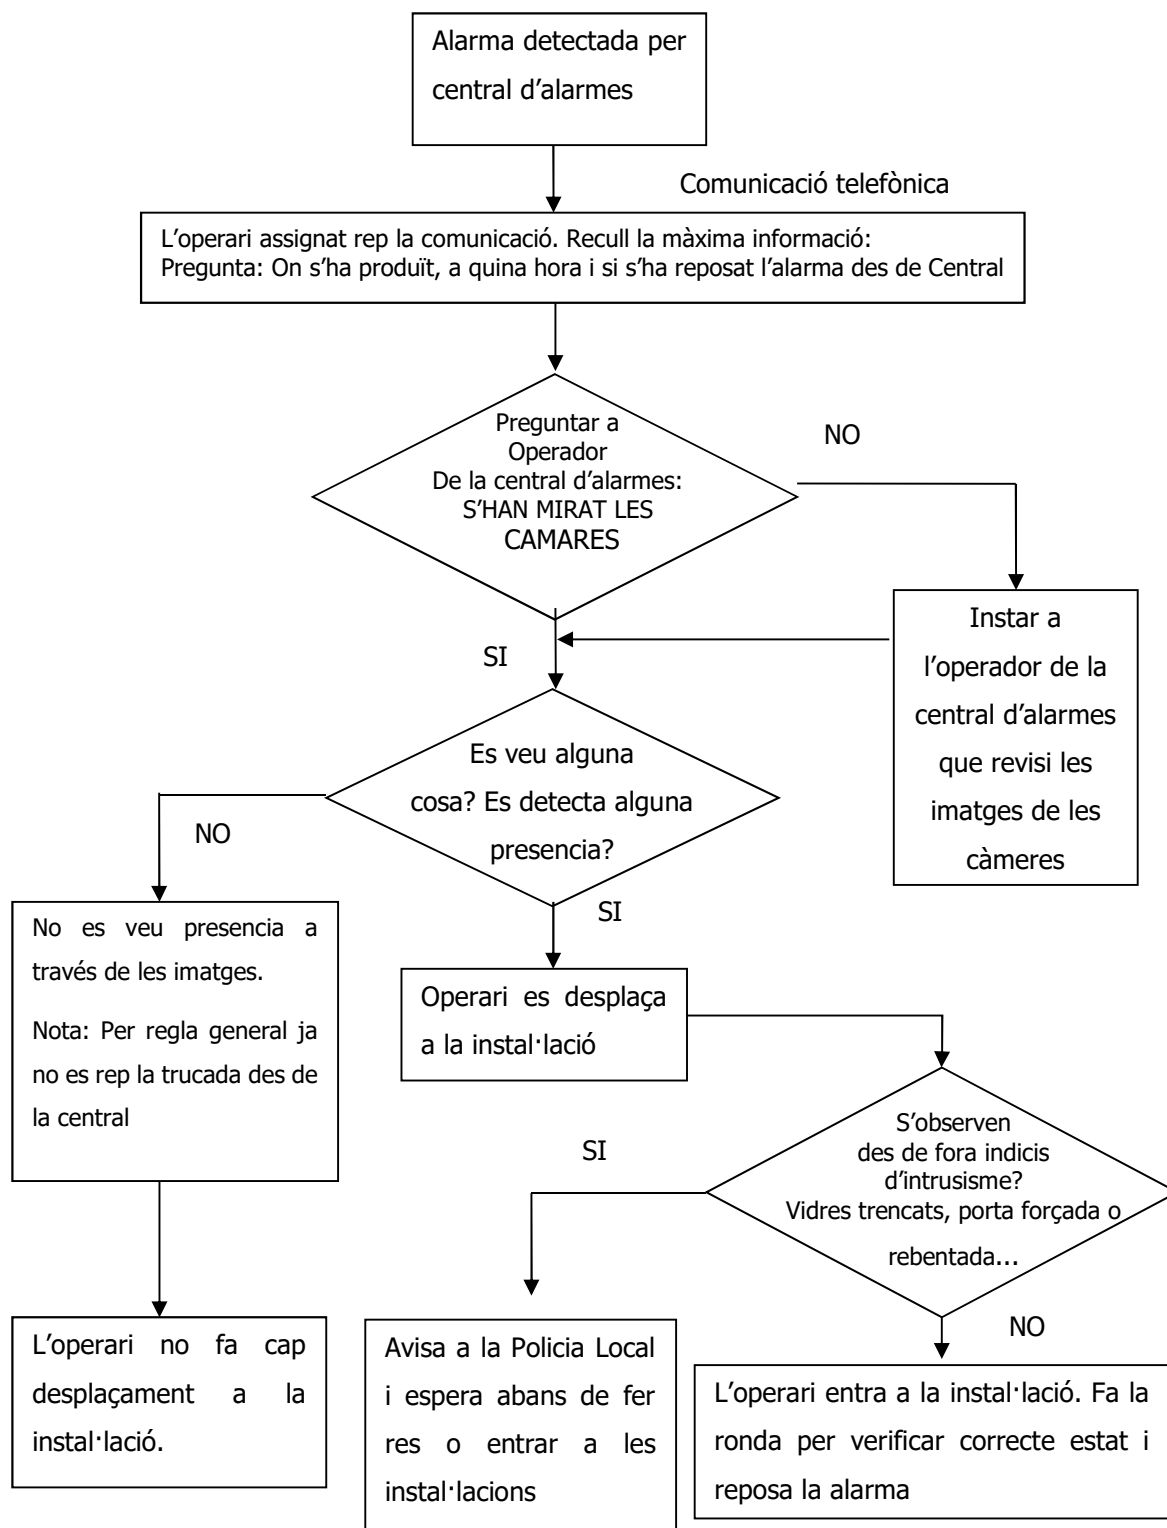 Alarma detectada per
central d’alarmes
Comunicació telefònica
L’operari assignat rep la comunicació. Recull la màxima informació:
Pregunta: On s’ha produït, a quina hora i si s’ha reposat l’alarma des de Central
Preguntar a
Operador
De la central d’alarmes:
S’HAN MIRAT LES
CAMARES
NO
Instar a
l’operador de la
central d’alarmes
que revisi les
imatges de les
càmeres
SI
Es veu alguna
cosa? Es detecta alguna
presencia?
NO
No es veu presencia a
través de les imatges.
Nota: Per regla general ja
no es rep la trucada des de
la central
SI
Operari es desplaça
a la instal·lació
S’observen
des de fora indicis
d’intrusisme?
Vidres trencats, porta forçada o
rebentada...
SI
NO
L’operari no fa cap
desplaçament a la
instal·lació.
Avisa a la Policia Local
i espera abans de fer
res o entrar a les
instal·lacions
L’operari entra a la instal·lació. Fa la
ronda per verificar correcte estat i
reposa la alarma